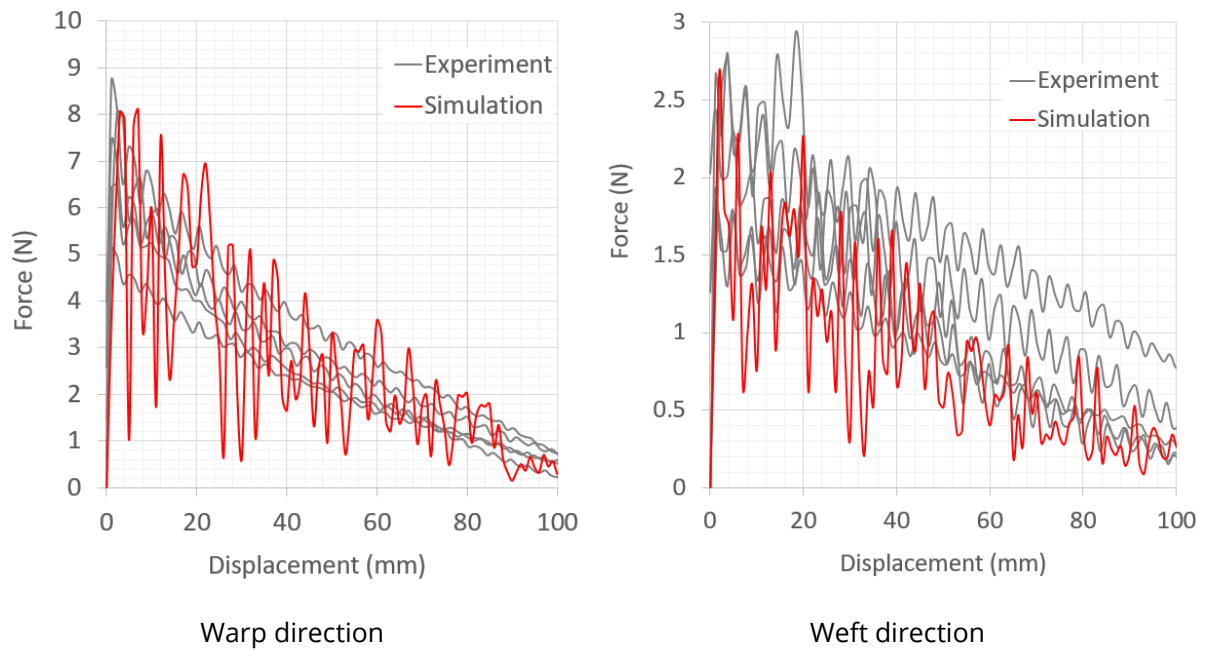 10
9
8
7
6
5
4
3
2
1
0
Force (N)
Experiment
Simulation
0 20 40 60 80 100
Displacement (mm)
Warp direction
3
2.5
2
1.5
1
0.5
0
Force (N)
Experiment
Simulation
0 20 40 60 80 100
Displacement (mm)
Weft direction